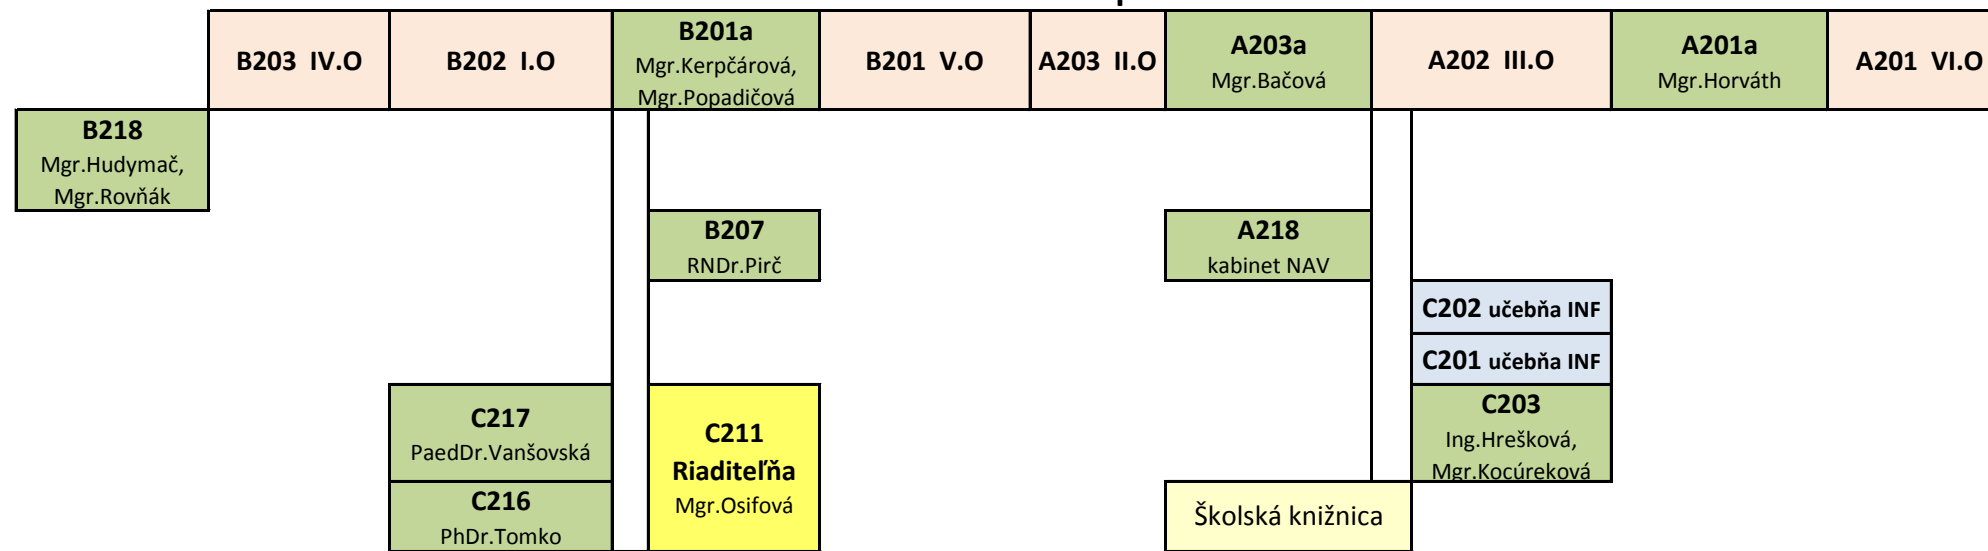 B203 IV.O
B202 I.O
B201a
Mgr.Kerpčárová,
Mgr.Popadičová
B201 V.O
A203 II.O
A203a
Mgr.Bačová
A202 III.O
A201a
Mgr.Horváth
A201 VI.O
B218
Mgr.Hudymač,
Mgr.Rovňák
B207
RNDr.Pirč
A218
kabinet NAV
C202 učebňa INF
C201 učebňa INF
C217
PaedDr.Vanšovská
C211
Riaditeľňa
Mgr.Osifová
C203
Ing.Hrešková,
Mgr.Kocúreková
C216
PhDr.Tomko
Školská knižnica